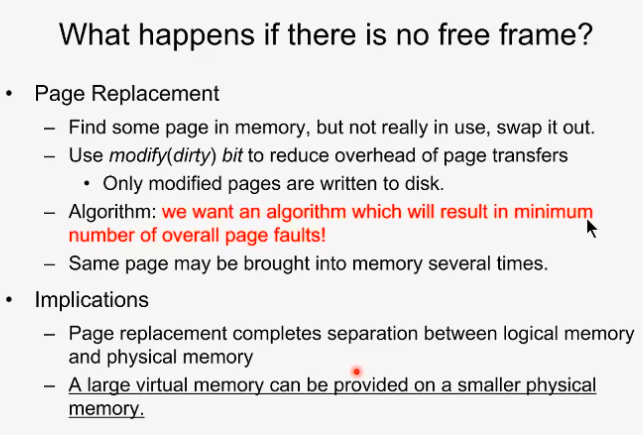 What happens if there is no free frame?
• Page Replacement
– Find some page in memory, but not really in use, swap it out.
– Use modify(dirty) bit to reduce overhead of page transfers
• Only modified pages are written to disk.
– Algorithm: we want an algorithm which will result in minimum
number of overall page faults!
– Same page may be brought into memory several times.
• Implications
– Page replacement completes separation between logical memory
and physical memory
– A large virtual memory can be provided on a smaller physical
memory.